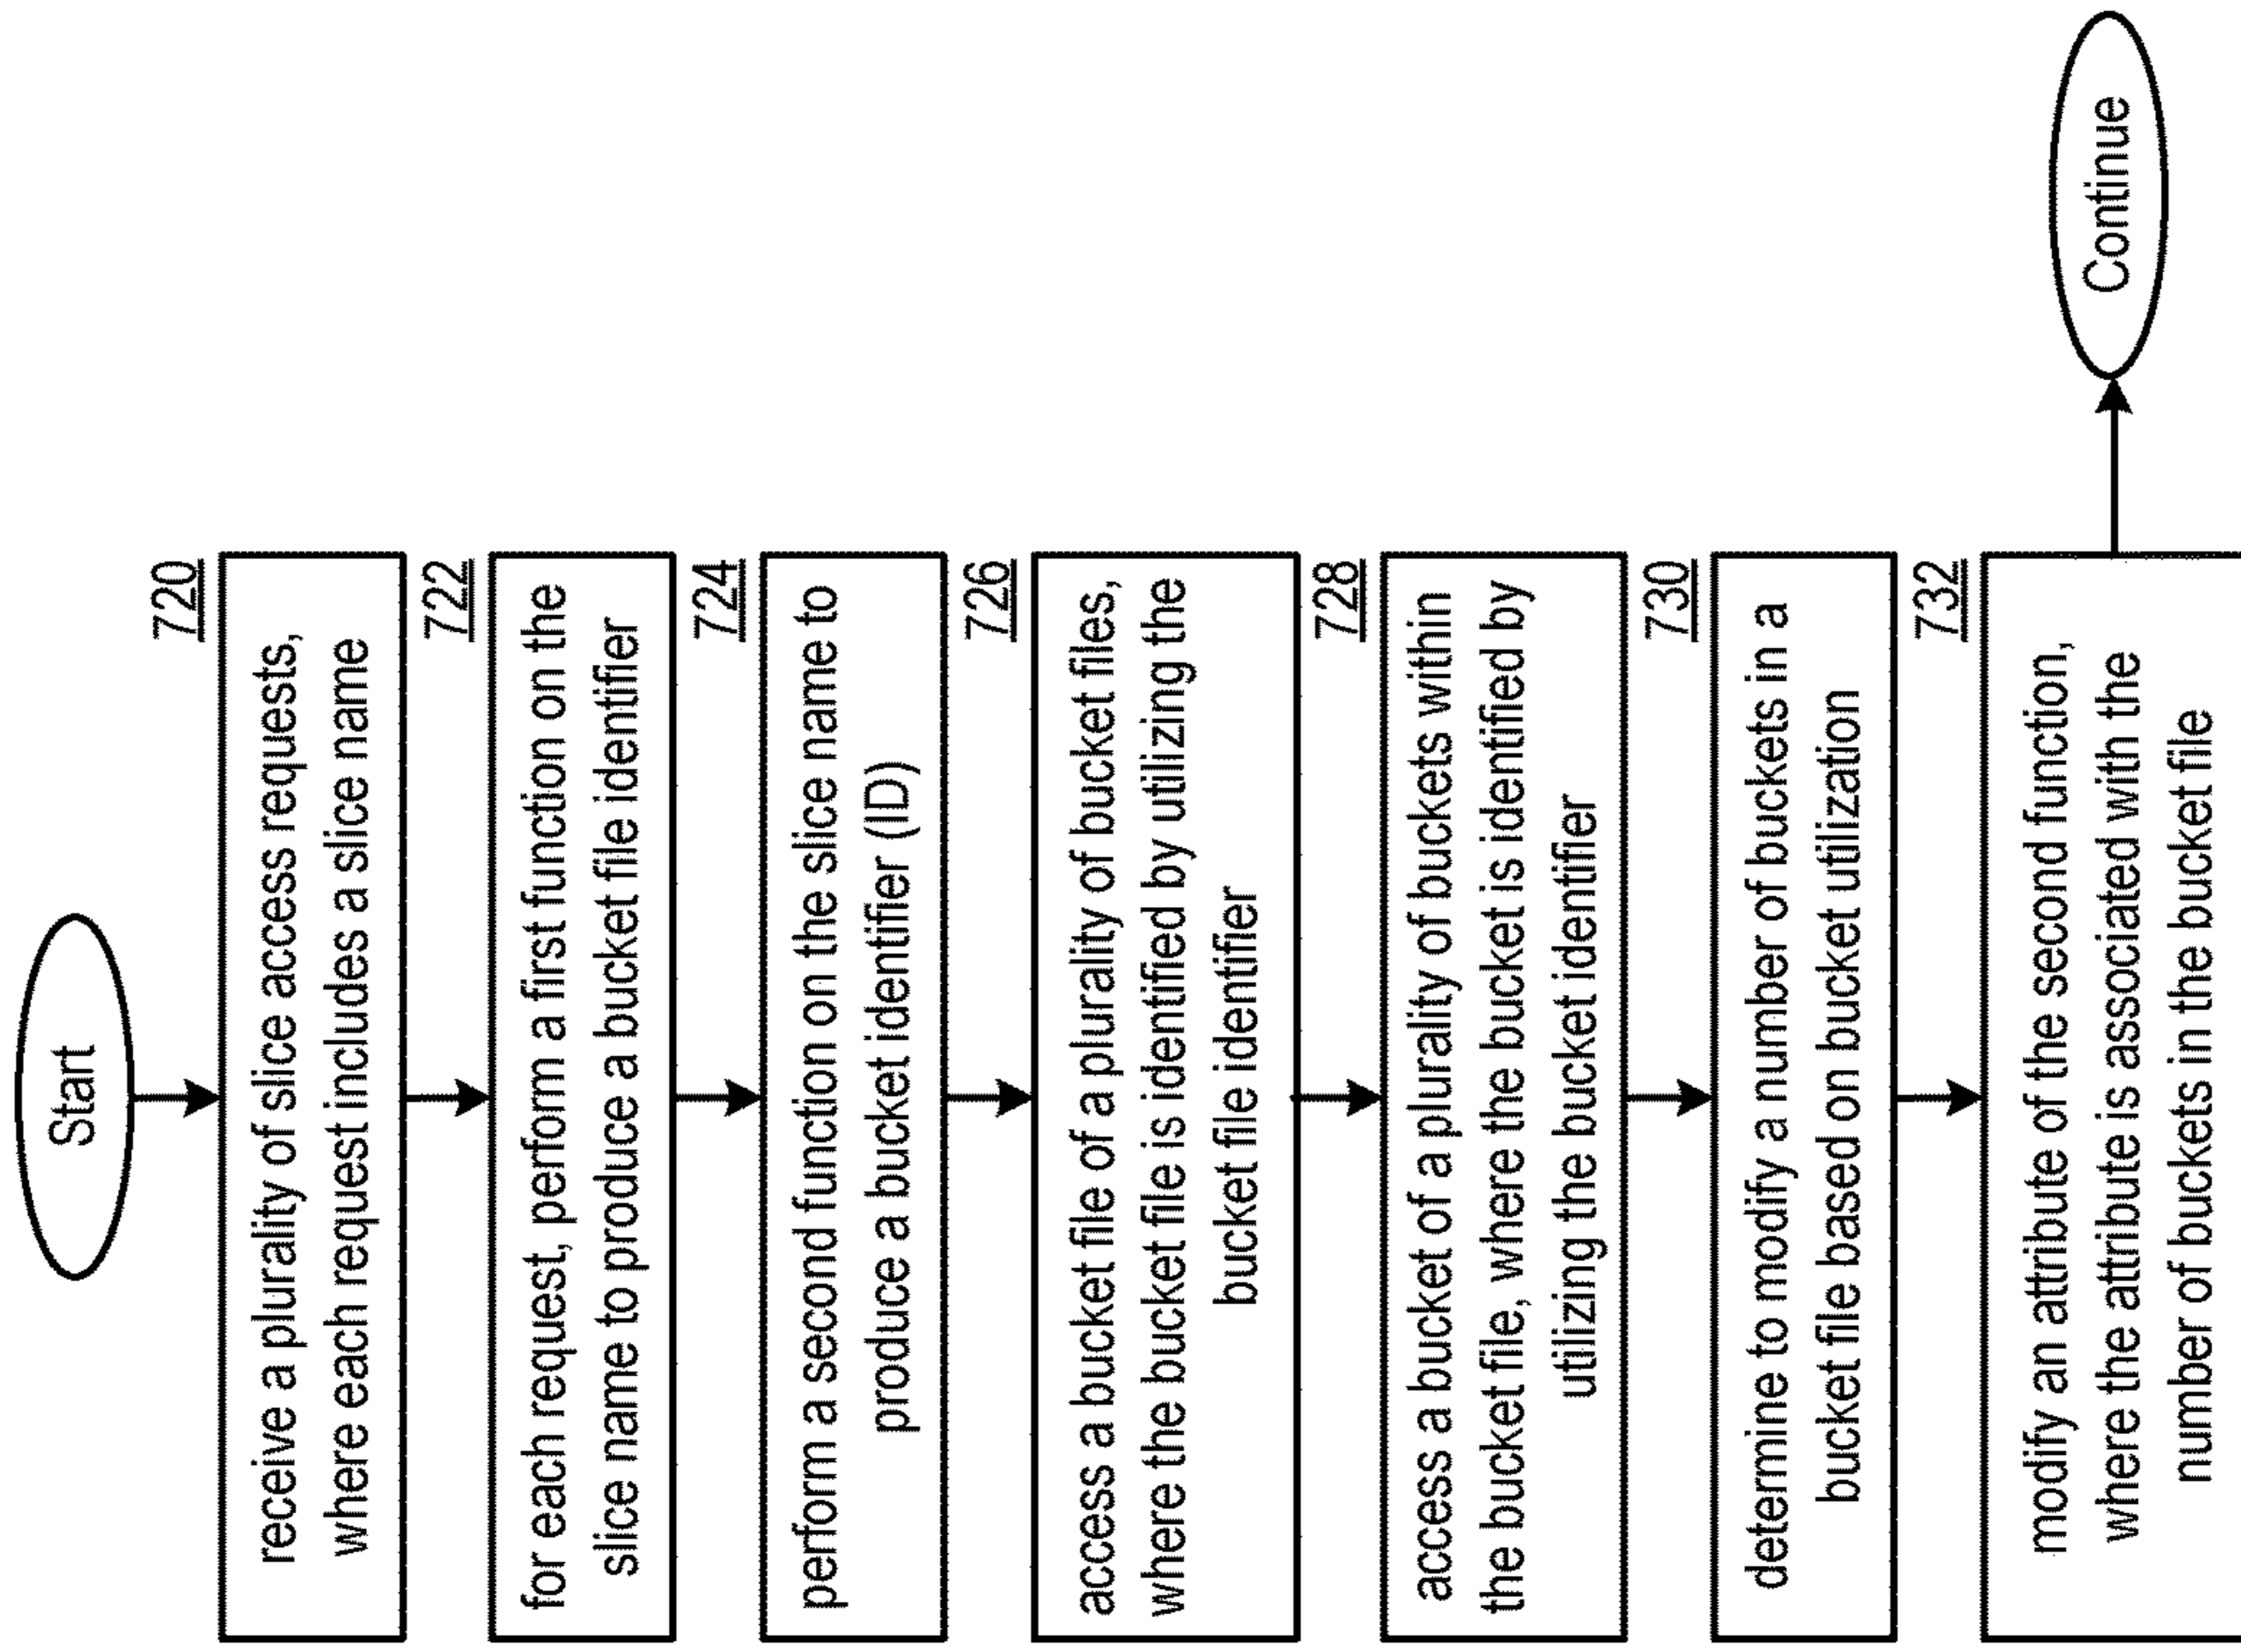 Start
720
receive a plurality of slice access requests,
where each request includes a slice name
722
for each request, perform a first function on the
slice name to produce a bucket file identifier
724
perform a second function on the slice name to
produce a bucket identifier (ID)
726
access a bucket file of a plurality of bucket files,
where the bucket file is identified by utilizing the
bucket file identifier
728
access a bucket of a plurality of buckets within
the bucket file, where the bucket is identified by
utilizing the bucket identifier
730
determine to modify a number of buckets in a
bucket file based on bucket utilization
732
modify an attribute of the second function,
where the attribute is associated with the
number of buckets in the bucket file
Continue